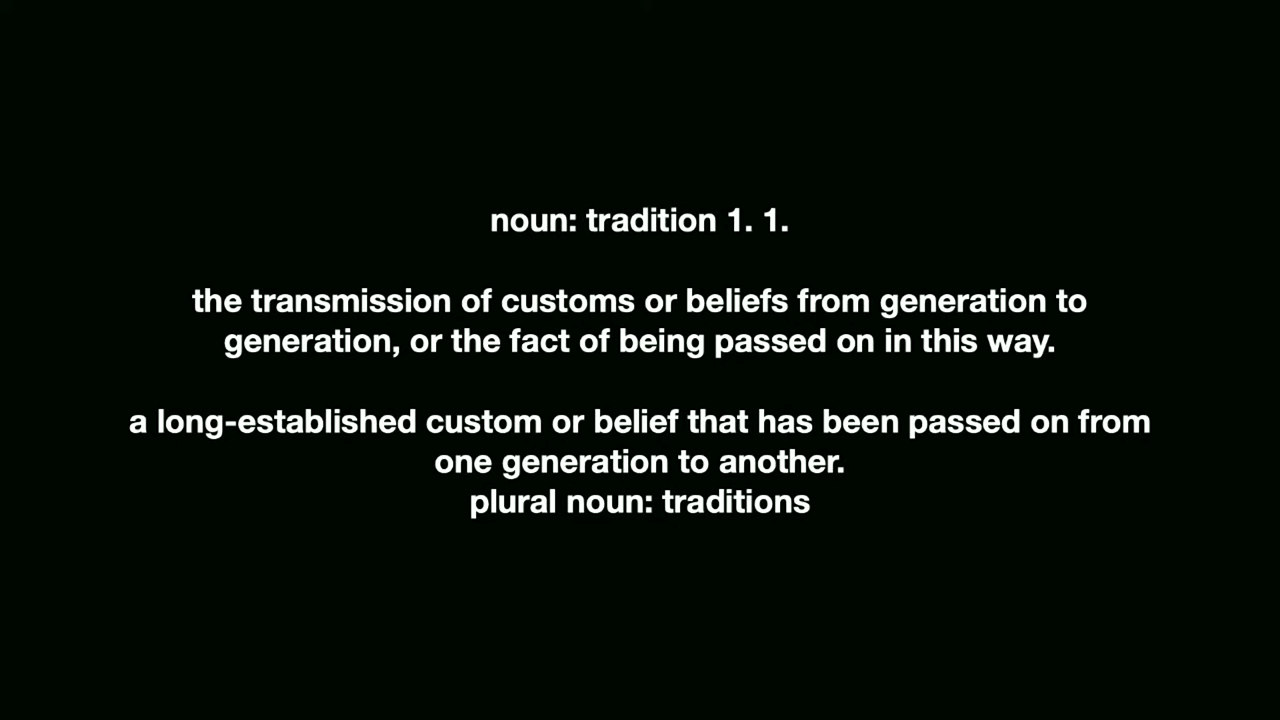 noun: tradition 1. 1.
the transmission of customs or beliefs from generation to
generation, or the fact of being passed on in this way.
a long-established custom or belief that has been passed on from
one generation to another.
plural noun: traditions